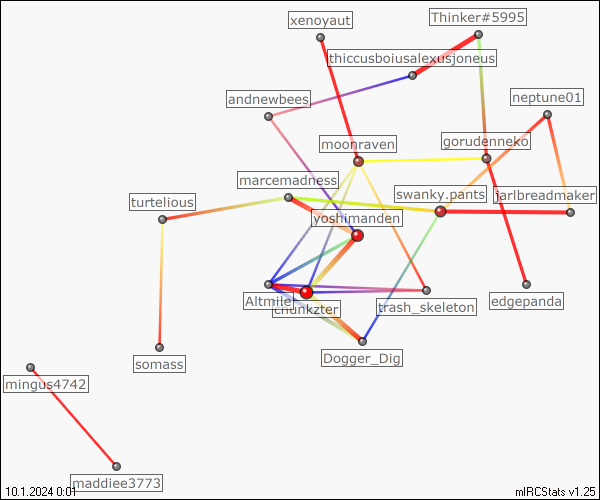 xenoyaut
Thinker#5995
thiccusboiusalexusjoneus
andnewbees
neptune01
moonraven
gorudenneko
marcemadness
swanky.pants
jarlbreadmaker
turtelious
yoshimanden
Altmile
chunkzter
trash_skeleton
edgepanda
Dogger_Dig
somass
mingus4742
maddiee3773
10.1.2024 0:01
mIRCStats v1.25